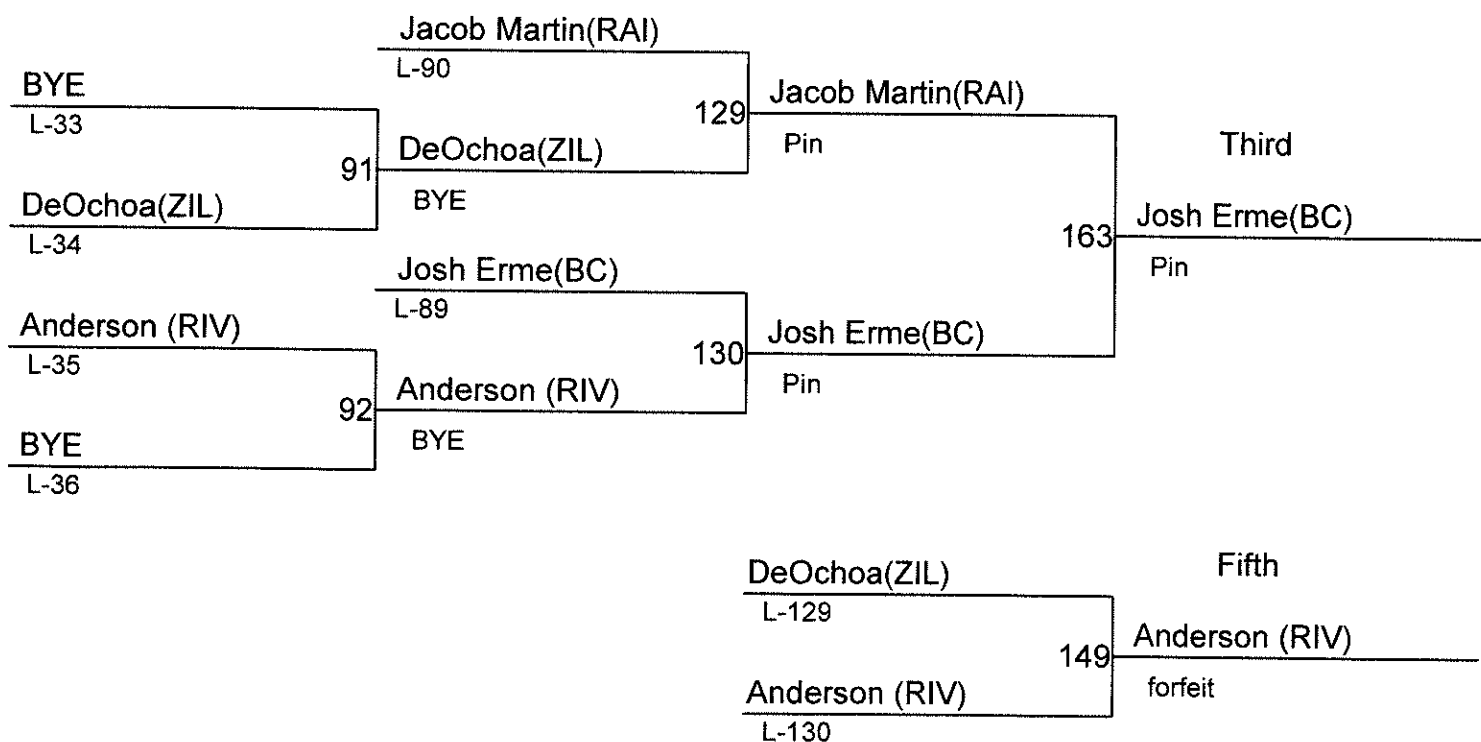 Jacob Martin(RAI)
L-90
BYE
L-33
129
Jacob Martin(RAI)
Pin
Third
91
DeOchoa(ZIL)
BYE
DeOchoa(ZIL)
L-34
163
Josh Erme(BC)
Pin
Josh Erme(BC)
L-89
Anderson (RIV)
L-35
130
Josh Erme(BC)
Pin
92
Anderson (RIV)
BYE
BYE
L-36
DeOchoa(ZIL)
L-129
Fifth
149
Anderson (RIV)
forfeit
Anderson (RIV)
L-130